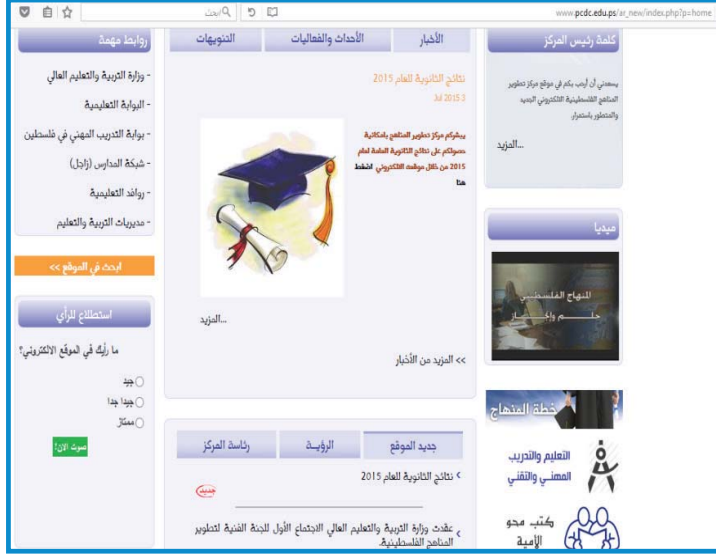 www.pcdc.edu.ps/ar_new/index.php?p=home
ابحث
كلمة رئيس المركز
يسعدني أن أرحب بكم في موقع مركز تطوير
المناهج الفلسطينية الالكتروني الجديد
والمتطور باستمرار.
...المزيد
ميديا
المنهاج الفلسطيني
حلم وإنجاز
خطة المنهاج
التعليم والتدريب
المهني والتقني
كتب محو
الأمية
الأخبار
الأحداث والفعاليات
التنويهات
نتائج الثانوية للعام 2015
3 Jul 2015
يبشركم مركز تطوير المناهج بامكانية
حصولكم على نتائج الثانوية العامة لعام
2015 من خلال موقعه الالكتروني اضغط
هنا
...المزيد
>> المزيد من الأخبار
جديد الموقع
الرؤيــة
رئاسة المركز
نتائج الثانوية للعام 2015
جديد
عقدت وزارة التربية والتعليم العالي الاجتماع الأول للجنة الفنية لتطوير
المناهج الفلسطينية.
روابط مهمة
- وزارة التربية والتعليم العالي
- البوابة التعليمية
- بوابة التدريب المهني في فلسطين
- شبكة المدارس (زاجل)
- روافد التعليمية
- مديريات التربية والتعليم
ابحث في الموقع >>
استطلاع للرأي
ما رأيك في الموقع الالكتروني؟
جيد
جيدا جدا
ممتاز
صوت الان؟